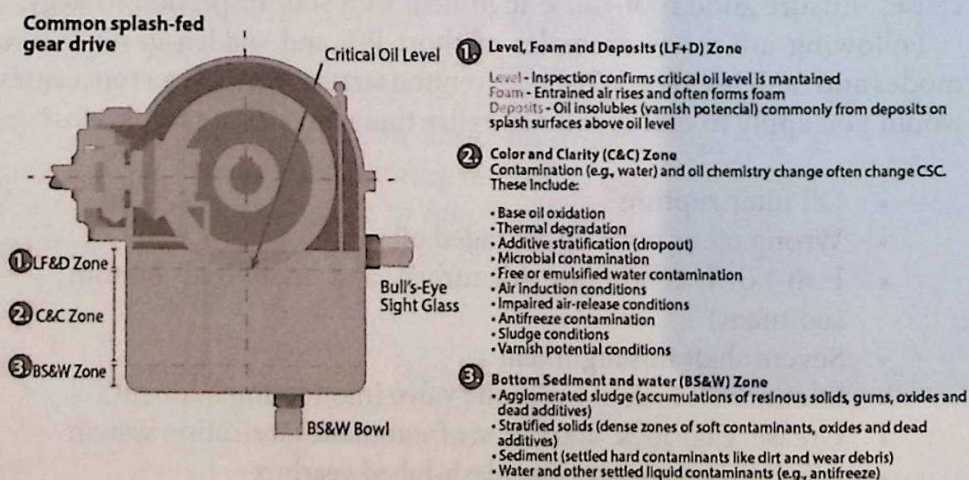 Common splash-fed
gear drive
Critical Oil Level
1. LF&D Zone
2. C&C Zone
3. BS&W Zone
Bull's-Eye
Sight Glass
BS&W Bowl
1. Level, Foam and Deposits (LF+D) Zone
Level - Inspection confirms critical oil level is mantained
Foam - Entrained air rises and often forms foam
Deposits - Oil insolubles (varnish potencial) commonly from deposits on
splash surfaces above oil level
2. Color and Clarity (C&C) Zone
Contamination (e.g., water) and oil chemistry change often change CSC.
These include:
• Base oil oxidation
• Thermal degradation
• Additive stratification (dropout)
• Microbial contamination
• Free or emulsified water contamination
• Air induction conditions
• Impaired air-release conditions
• Antifreeze contamination
• Sludge conditions
• Varnish potential conditions
3. Bottom Sediment and water (BS&W) Zone
• Agglomerated sludge (accumulations of resinous solids, gums, oxides and
dead additives)
• Stratified solids (dense zones of soft contaminants, oxides and dead
additives)
• Sediment (settled hard contaminants like dirt and wear debris)
• Water and other settled liquid contaminants (e.g., antifreeze)